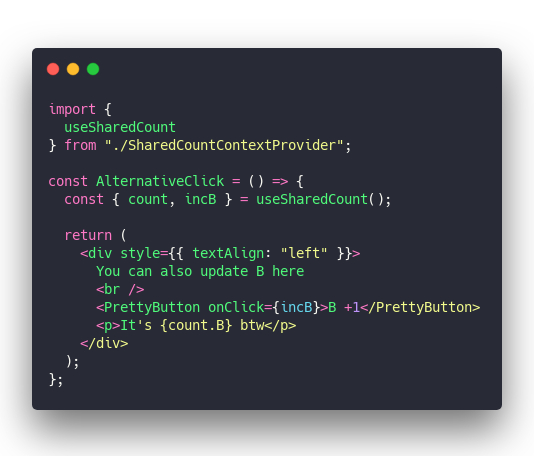 import {
  useSharedCount
} from "./SharedCountContextProvider";

const AlternativeClick = () => {
  const { count, incB } = useSharedCount();

  return (
    <div style={{ textAlign: "left" }}>
      You can also update B here
      <br />
      <PrettyButton onClick={incB}>B +1</PrettyButton>
      <p>It's {count.B} btw</p>
    </div>
  );
};